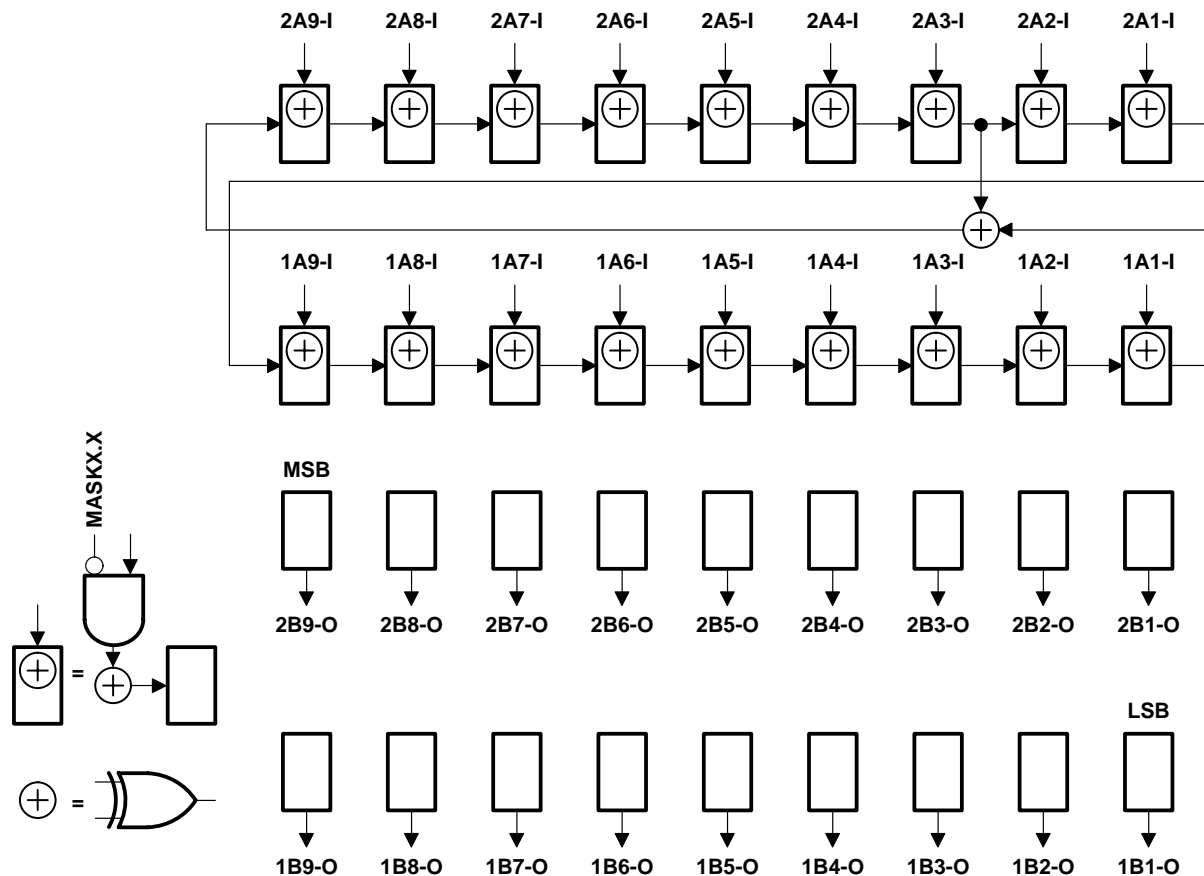 2A9-I 2A8-I 2A7-I 2A6-I 2A5-I 2A4-I 2A3-I 2A2-I 2A1-I
1A9-I 1A8-I 1A7-I 1A6-I 1A5-I 1A4-I 1A3-I 1A2-I 1A1-I
MASKX.X
MSB
2B9-O 2B8-O 2B7-O 2B6-O 2B5-O 2B4-O 2B3-O 2B2-O 2B1-O
=
LSB
=
1B9-O 1B8-O 1B7-O 1B6-O 1B5-O 1B4-O 1B3-O 1B2-O 1B1-O